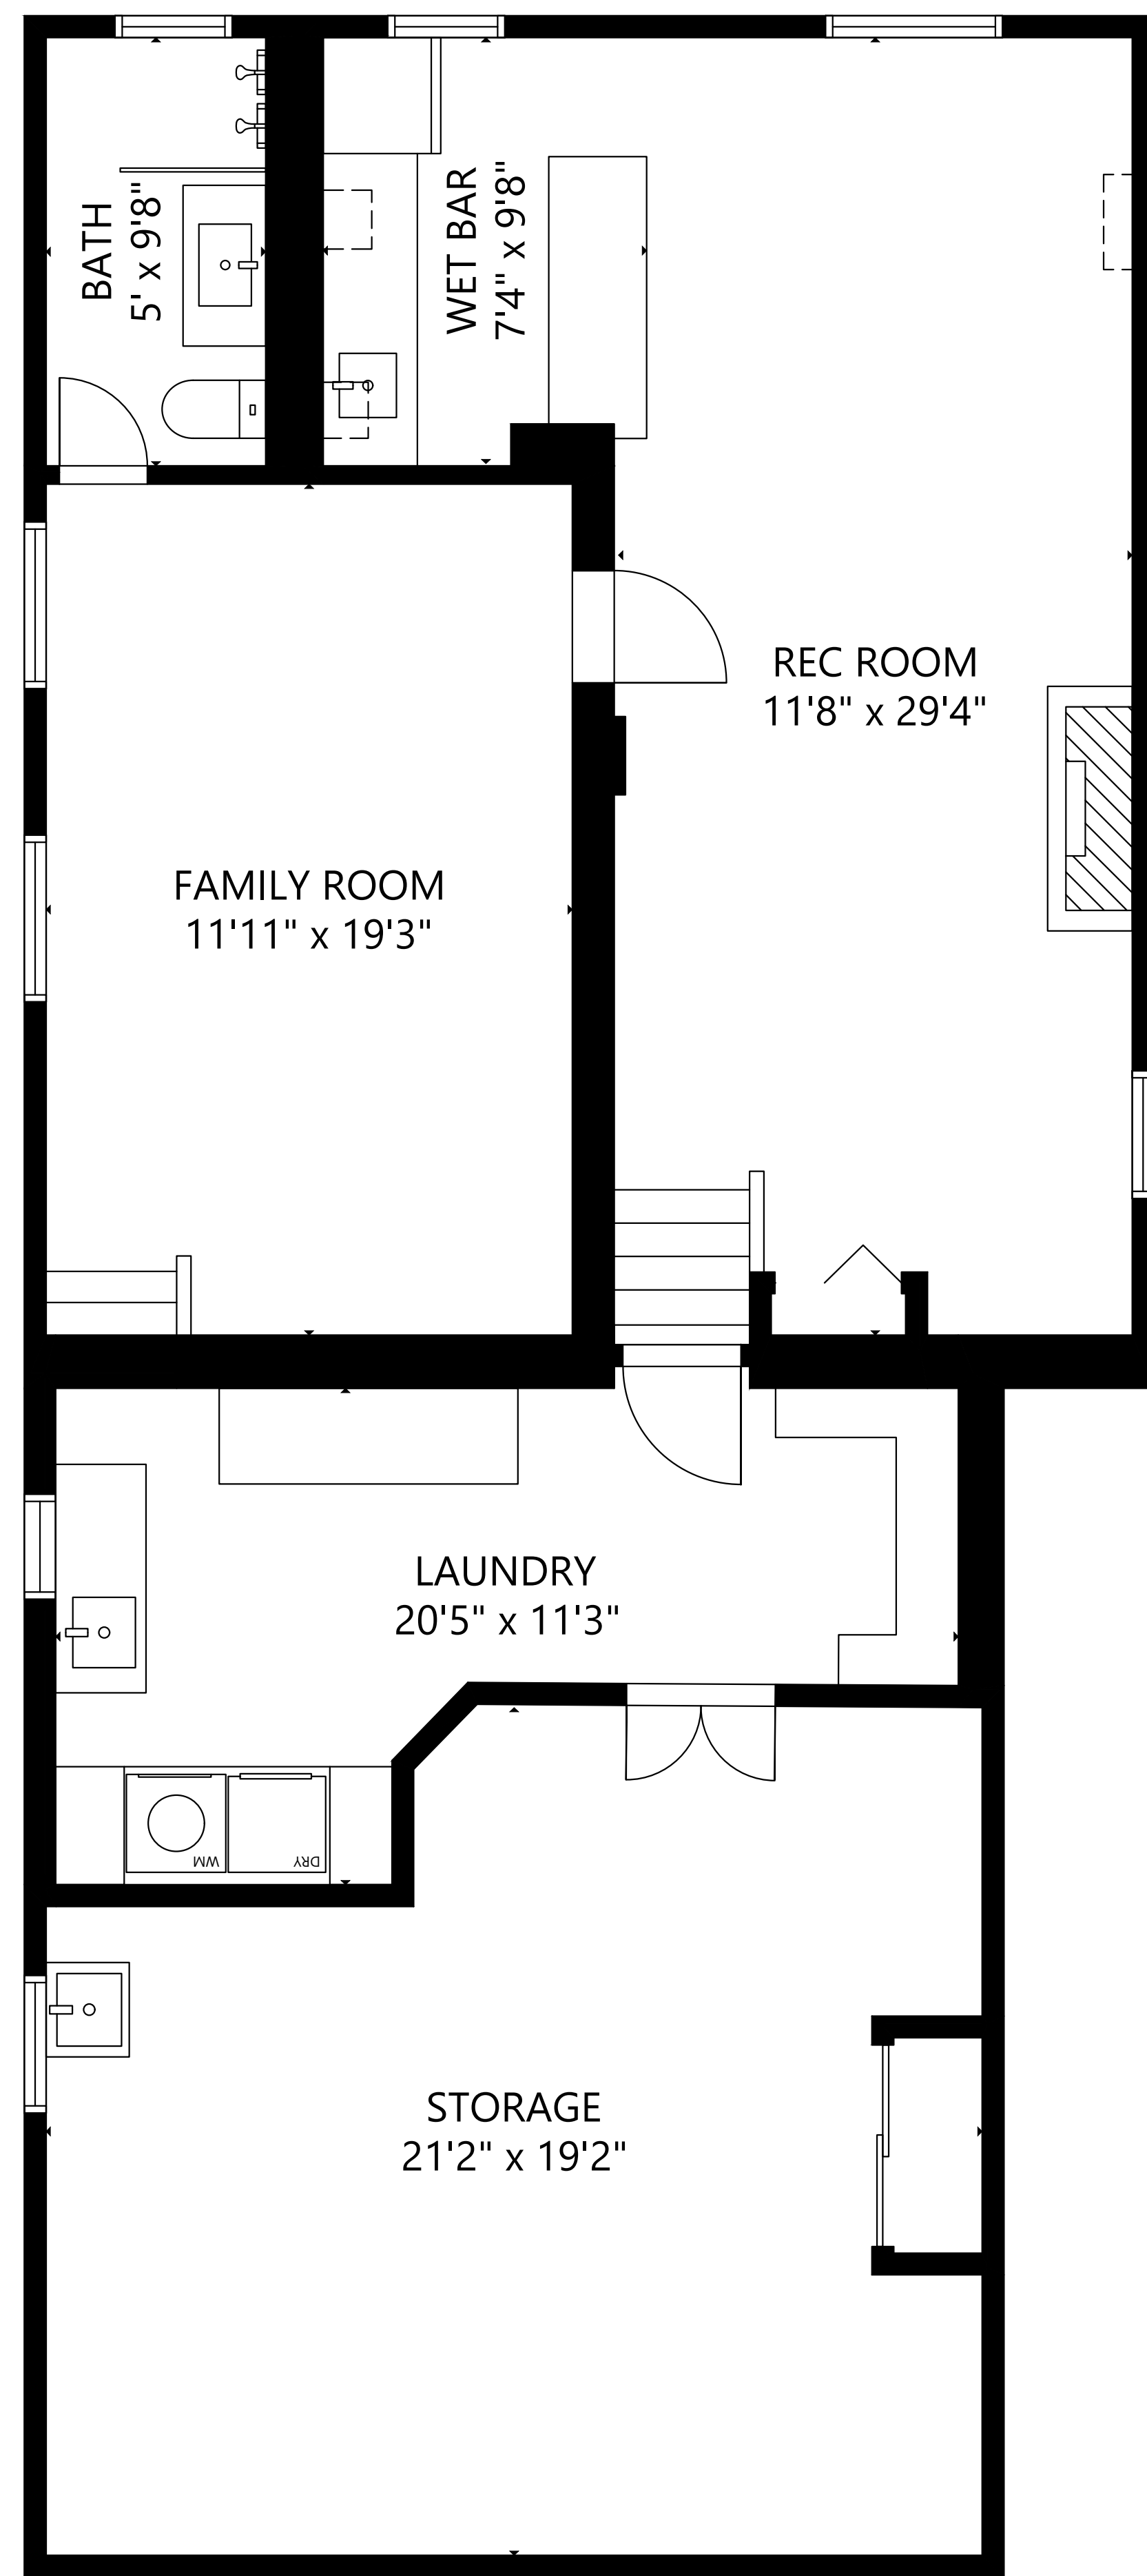 BATH
5' x 9'8"
WET BAR
7'4" x 9'8"
REC ROOM
11'8" x 29'4"
FAMILY ROOM
11'11" x 19'3"
LAUNDRY
20'5" x 11'3"
WM
DRY
STORAGE
21'2" x 19'2"